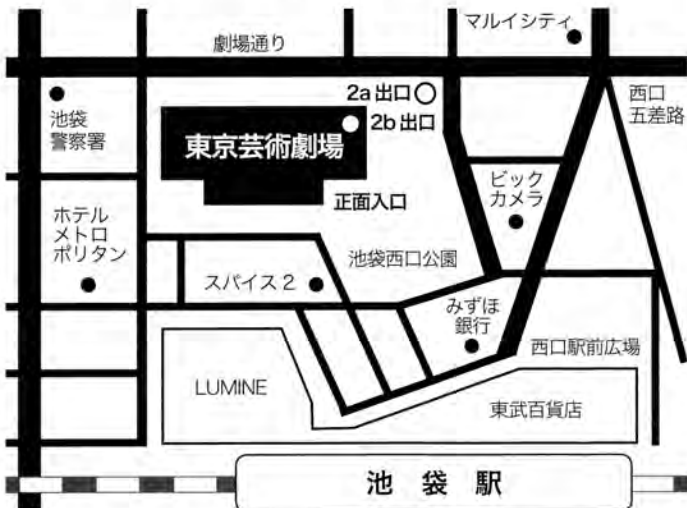 マルイシティ
劇場通り
2a出口
西口
五差路
池袋
警察署
2b出口
東京芸術劇場
ビック
カメラ
正面入口
ホテル
メトロ
ポリタン
池袋西口公園
スパイス2
みずほ
銀行
西口駅前広場
LUMINE
東武百貨店
池袋駅